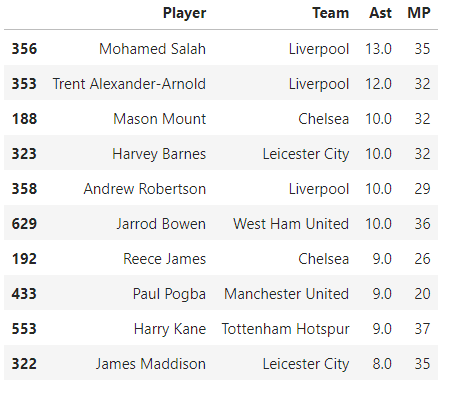 Player Team Ast MP
356 Mohamed Salah Liverpool 13.0 35
353 Trent Alexander-Arnold Liverpool 12.0 32
188 Mason Mount Chelsea 10.0 32
323 Harvey Barnes Leicester City 10.0 32
358 Andrew Robertson Liverpool 10.0 29
629 Jarrod Bowen West Ham United 10.0 36
192 Reece James Chelsea 9.0 26
433 Paul Pogba Manchester United 9.0 20
553 Harry Kane Tottenham Hotspur 9.0 37
322 James Maddison Leicester City 8.0 35